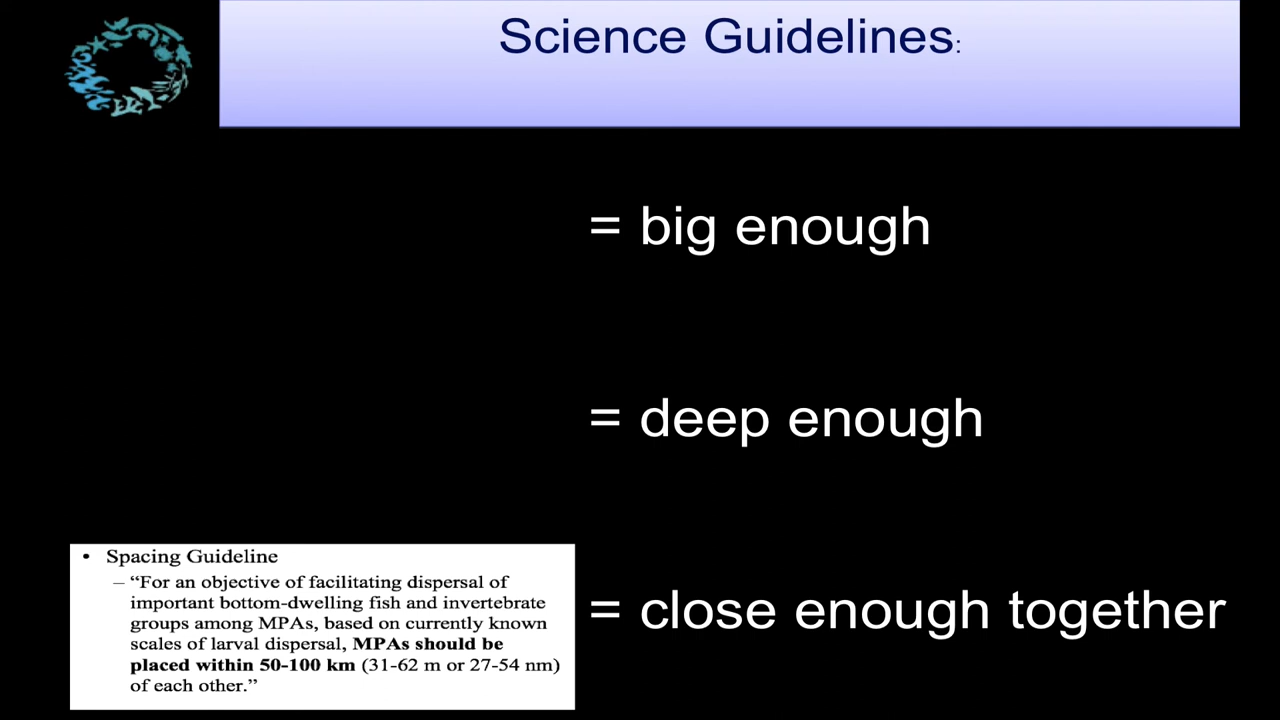 Science Guidelines:
= big enough
= deep enough
• Spacing Guideline
– “For an objective of facilitating dispersal of
important bottom-dwelling fish and invertebrate
groups among MPAs, based on currently known
scales of larval dispersal, MPAs should be
placed within 50-100 km (31-62 m or 27-54 nm)
of each other.”
= close enough together